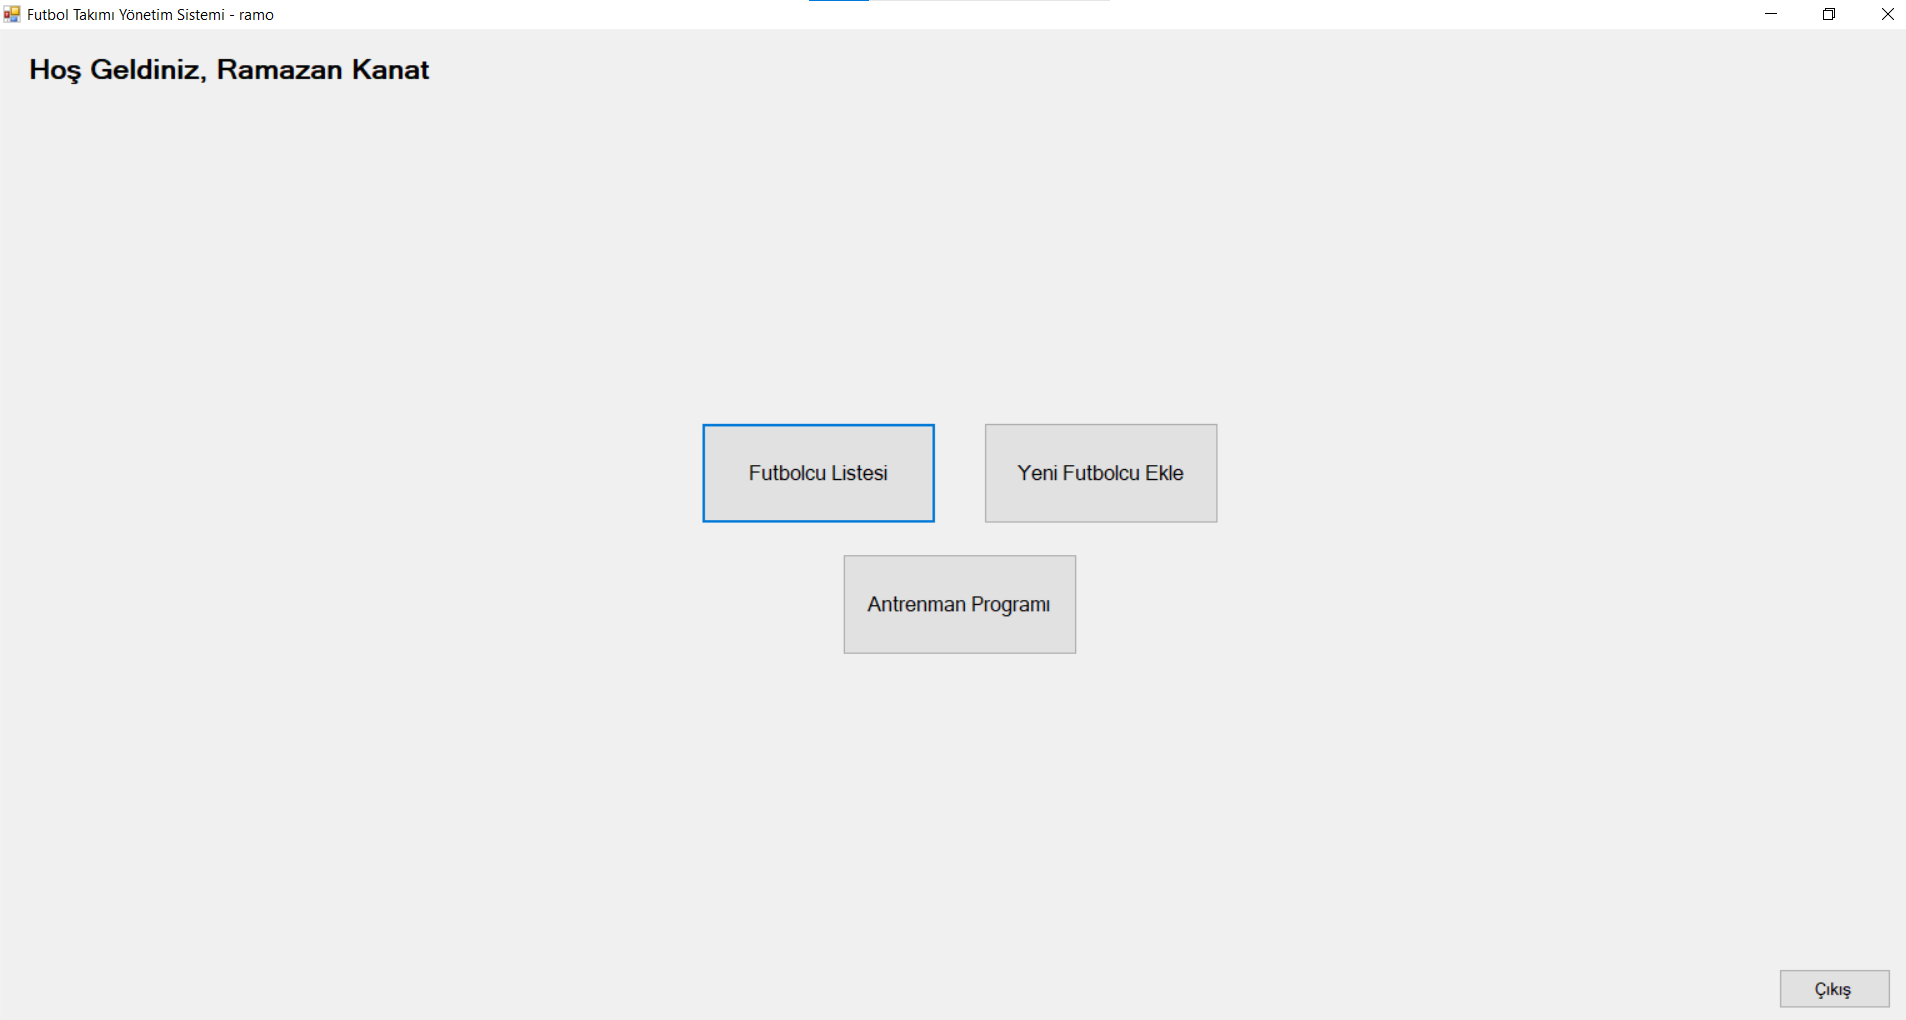 Futbol Takımı Yönetim Sistemi - ramo
Hoş Geldiniz, Ramazan Kanat
Futbolcu Listesi
Yeni Futbolcu Ekle
Antrenman Programı
Çıkış